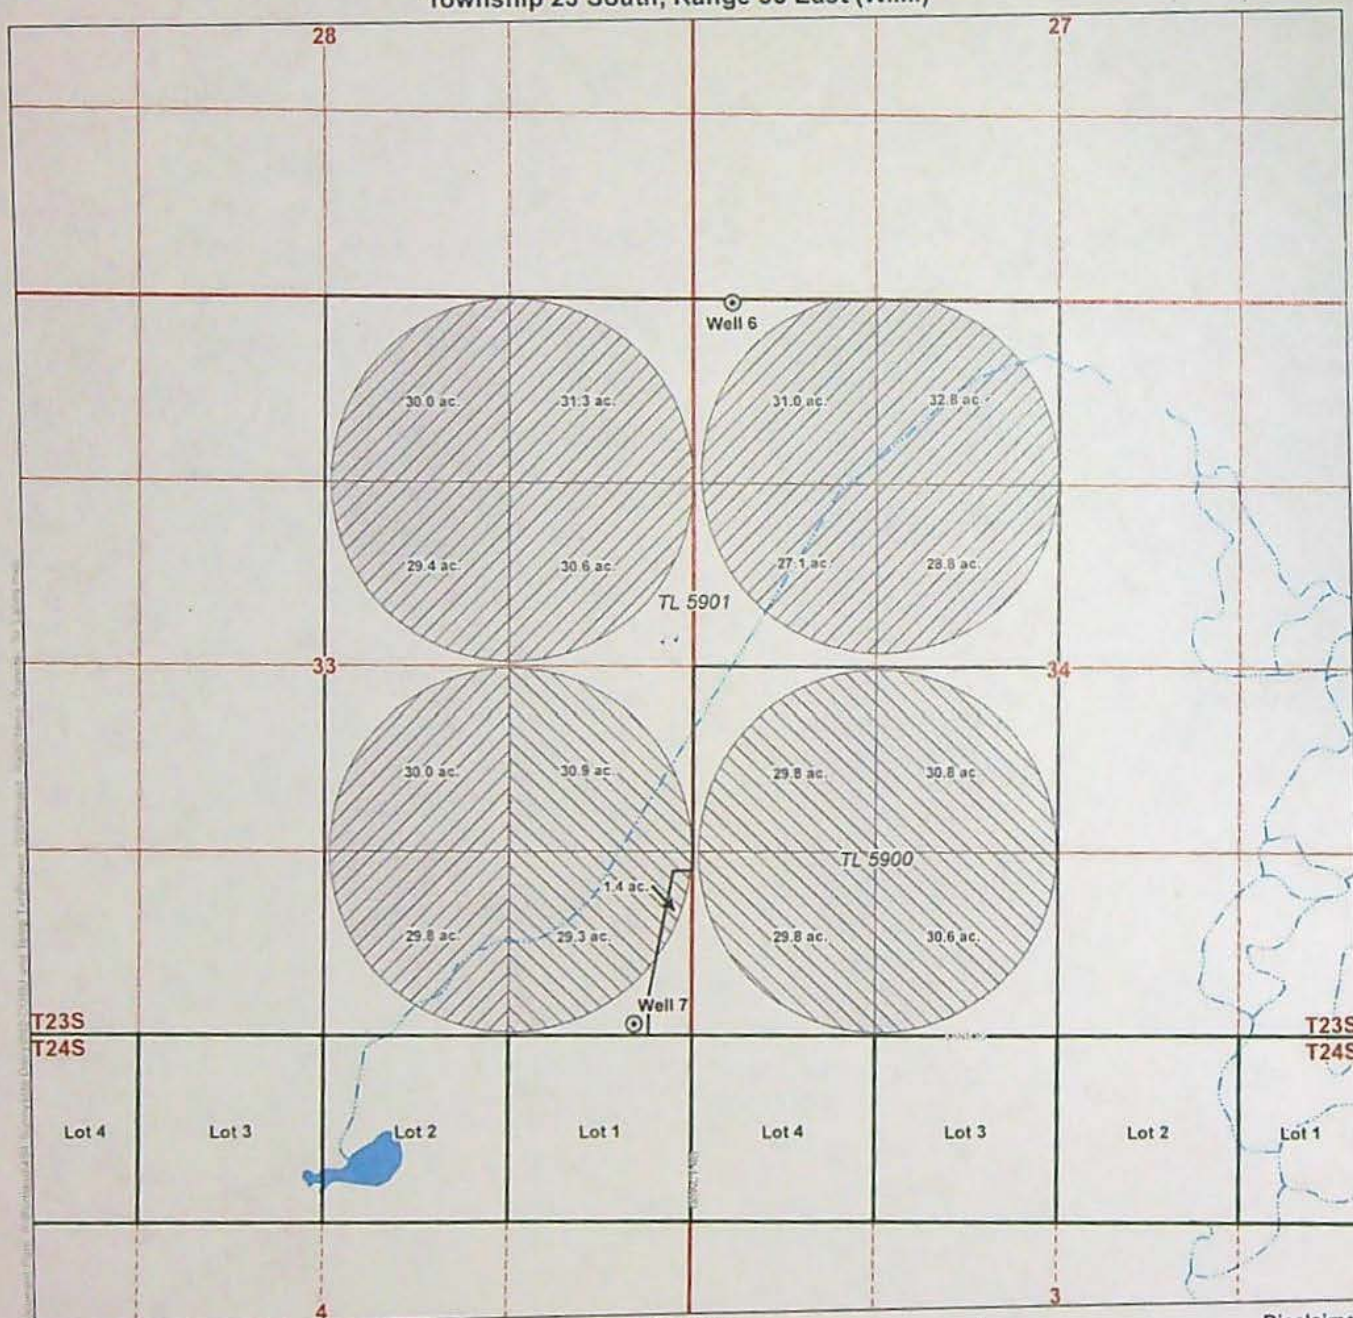 28
27
Well 6
30.0 ac.
31.3 ac.
31.0 ac.
32.8 ac.
29.4 ac.
30.6 ac.
27.1 ac.
28.8 ac.
TL 5901
33
34
30.0 ac.
30.9 ac.
29.8 ac.
30.8 ac.
TL 5900
1.4 ac.
29.8 ac.
29.3 ac.
29.8 ac.
30.6 ac.
Well 7
T23S
T23S
T24S
T24S
Lot 4
Lot 3
Lot 2
Lot 1
Lot 4
Lot 3
Lot 2
Lot 1
4
3